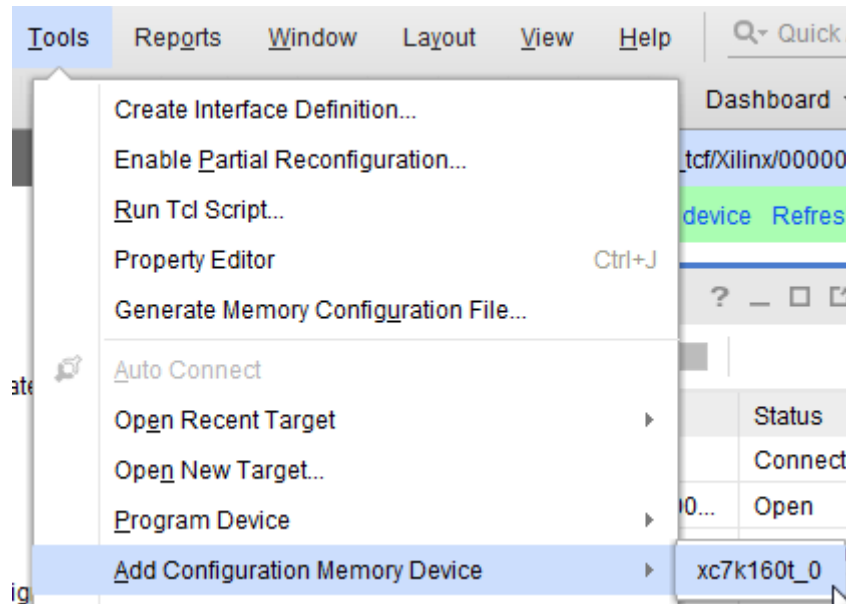 Tools Reports Window Layout View Help Quick
Dashboard
Create Interface Definition...
Enable Partial Reconfiguration... _tcf/Xilinx/00000
Run Tcl Script... device Refres
Property Editor Ctrl+J
Generate Memory Configuration File... ?
Auto Connect
Open Recent Target Status
Open New Target... Connect
Program Device 00... Open
Add Configuration Memory Device xc7k160t_0